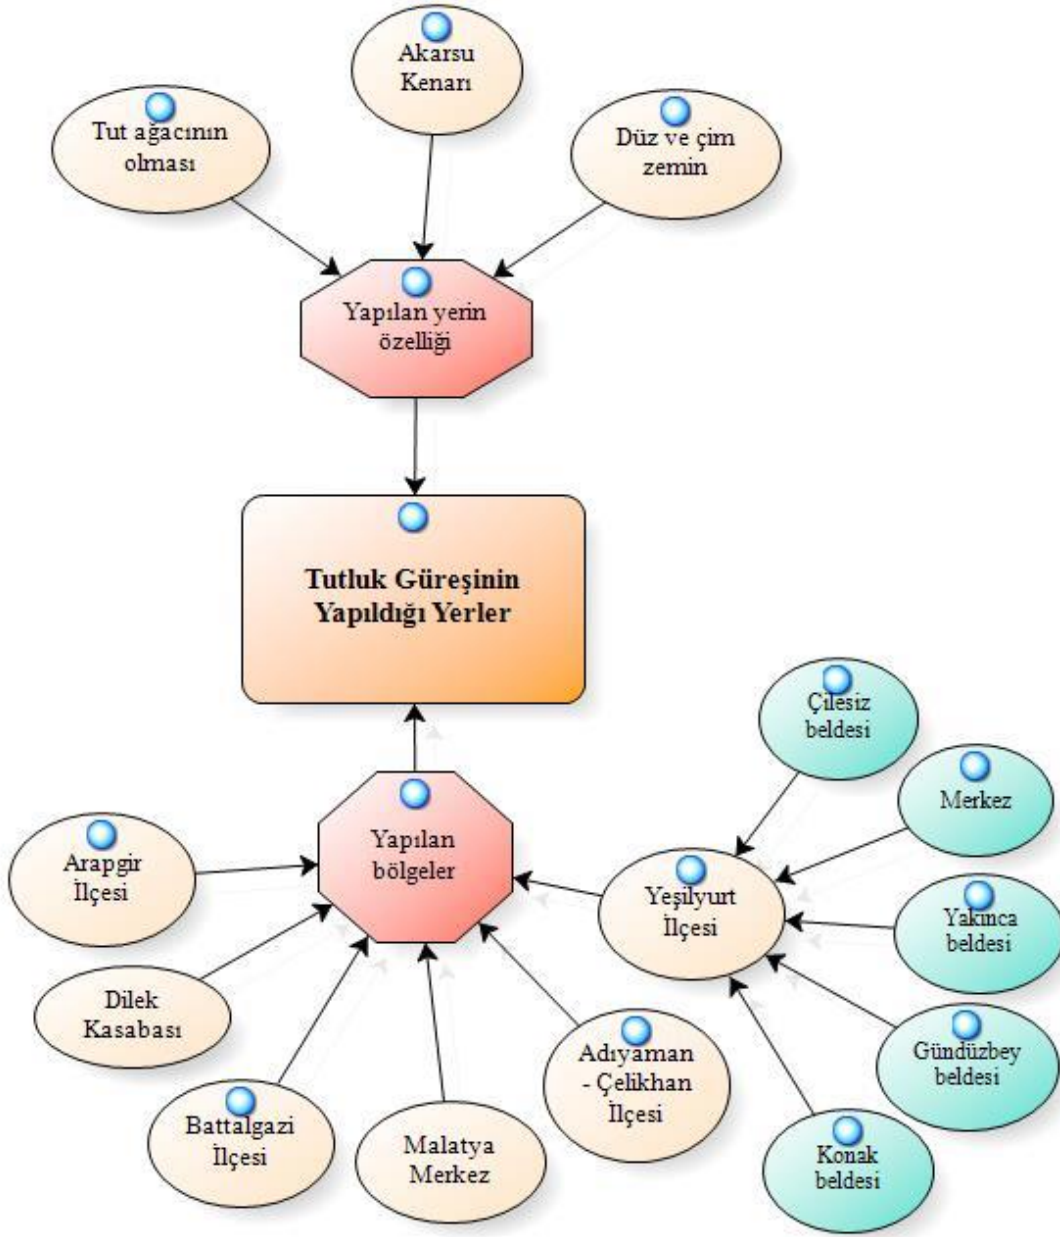 Akarsu
Kenarı
Tut ağacının
olması
Düz ve çim
zemin
Yapılan yerin
özelliği
Tutluk Güreşinin
Yapıldığı Yerler
Çilesiz
beldesi
Merkez
Yapılan
bölgeler
Arapgir
İlçesi
Yeşilyurt
İlçesi
Yakınca
beldesi
Dilek
Kasabası
Gündüzbey
beldesi
Adıyaman
- Çelikhan
İlçesi
Battalgazi
İlçesi
Malatya
Merkez
Konak
beldesi